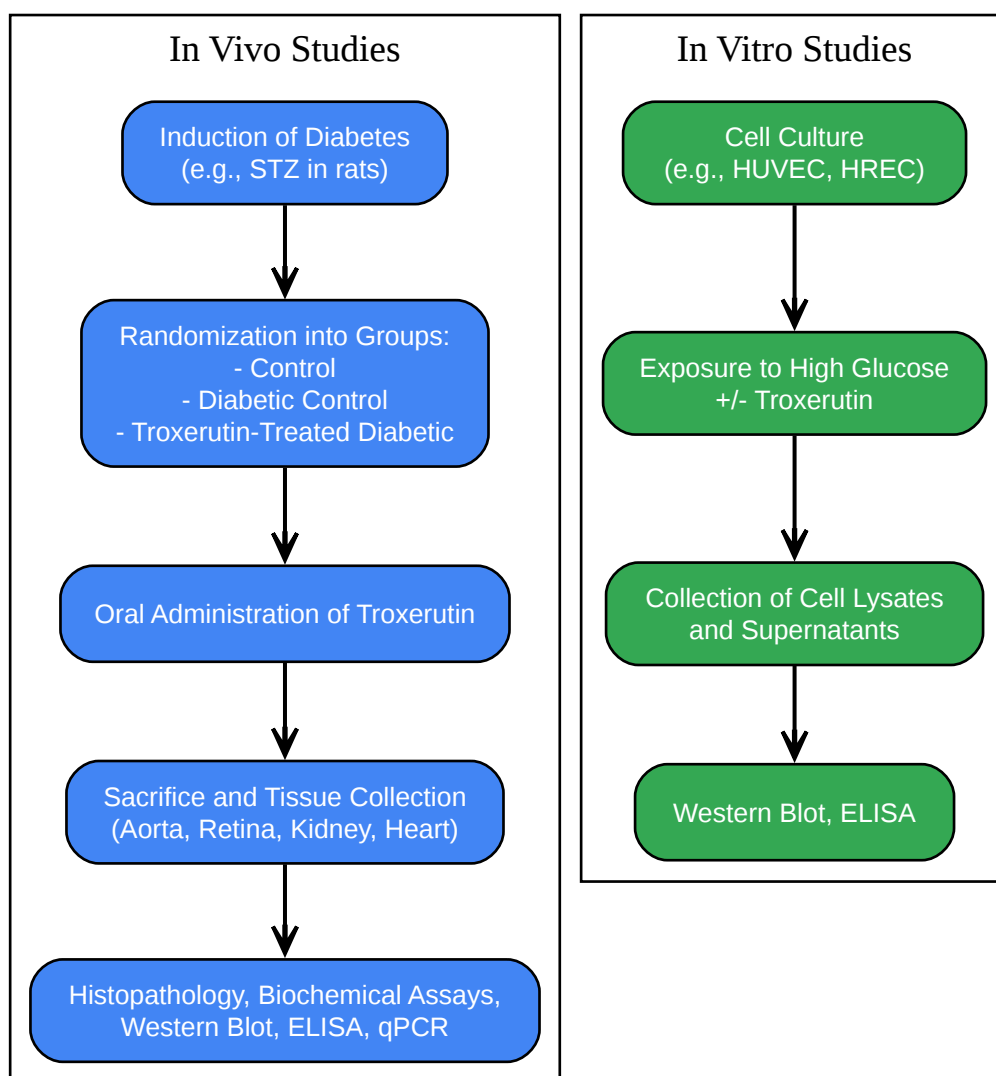 In Vivo Studies
Induction of Diabetes
(e.g., STZ in rats)
Randomization into Groups:
- Control
- Diabetic Control
- Troxerutin-Treated Diabetic
Oral Administration of Troxerutin
Sacrifice and Tissue Collection
(Aorta, Retina, Kidney, Heart)
Histopathology, Biochemical Assays,
Western Blot, ELISA, qPCR
In Vitro Studies
Cell Culture
(e.g., HUVEC, HREC)
Exposure to High Glucose
+/- Troxerutin
Collection of Cell Lysates
and Supernatants
Western Blot, ELISA